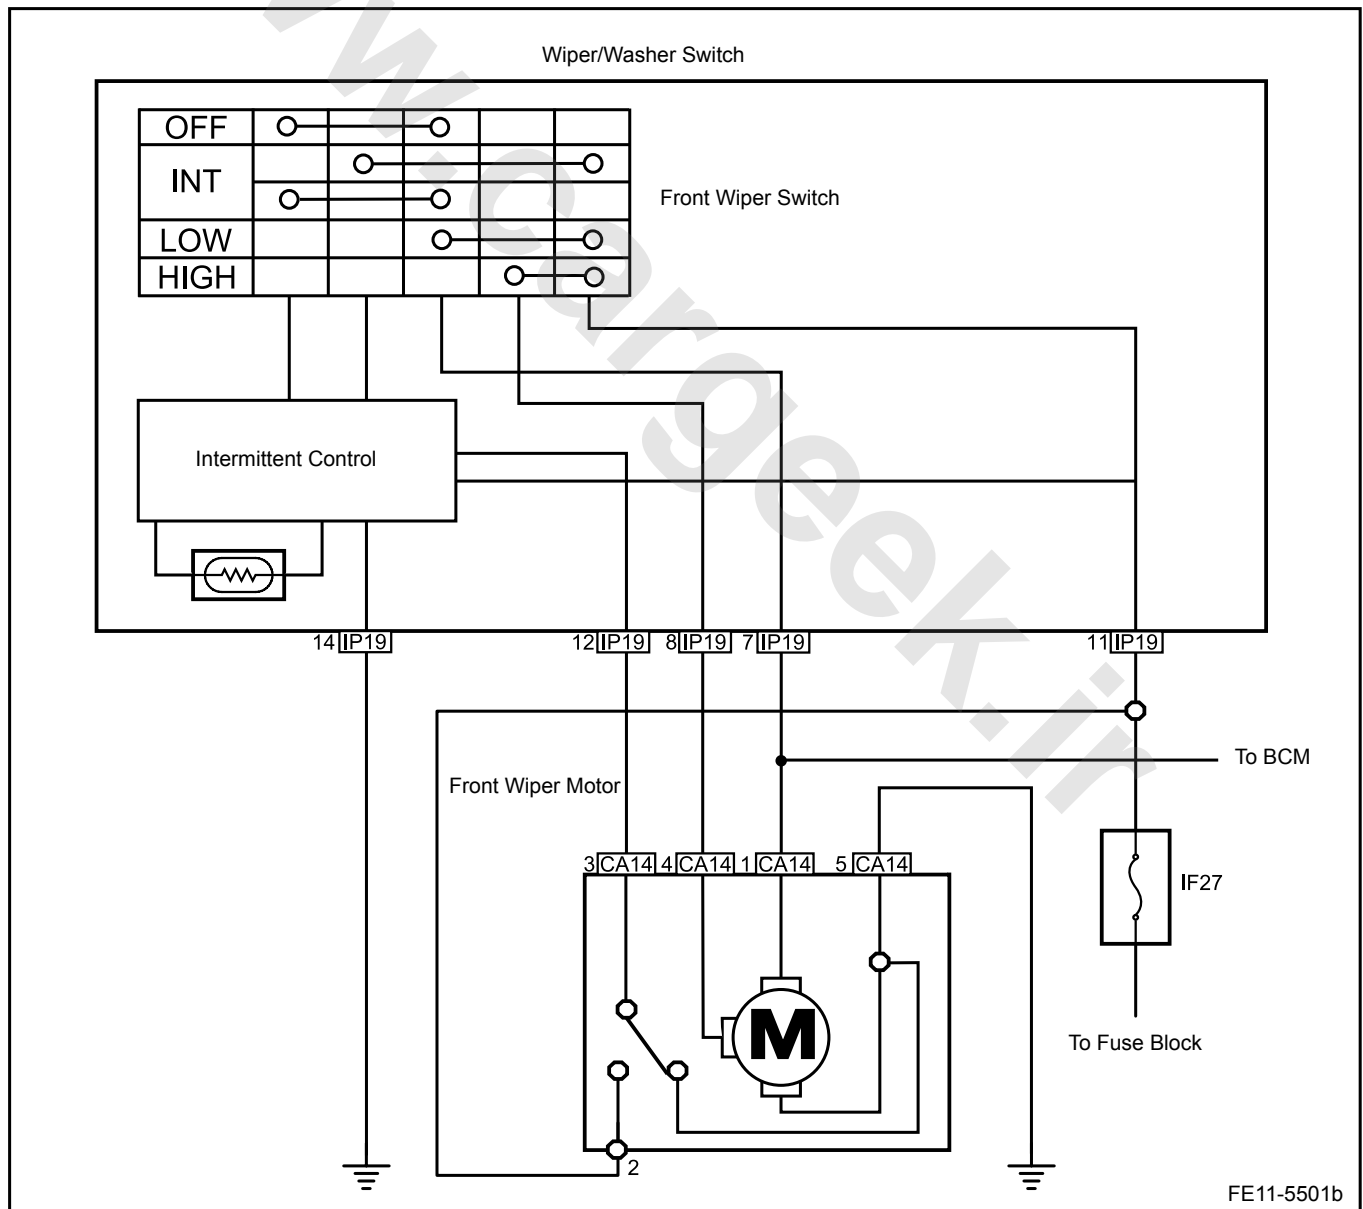 Wiper/Washer Switch
OFF
INT
LOW
HIGH
Front Wiper Switch
Intermittent Control
14 IP19
12 IP19
8 IP19
7 IP19
11 IP19
To BCM
Front Wiper Motor
3 CA14
4 CA14
1 CA14
5 CA14
IF27
M
To Fuse Block
2
FE11-5501b
w.cargeek.ir